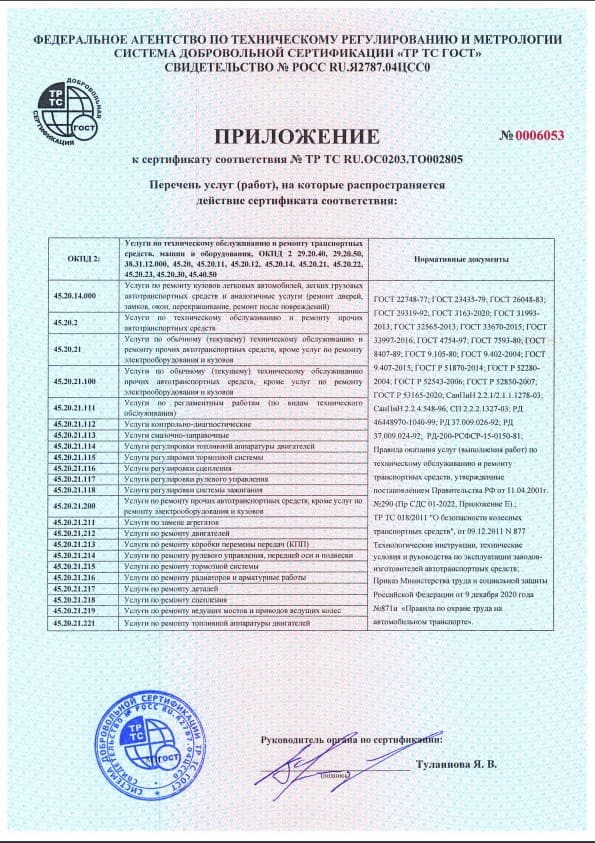 ФЕДЕРАЛЬНОЕ АГЕНТСТВО ПО ТЕХНИЧЕСКОМУ РЕГУЛИРОВАНИЮ И МЕТРОЛОГИИ
СИСТЕМА ДОБРОВОЛЬНОЙ СЕРТИФИКАЦИИ «ТР ТС ГОСТ»
СВИДЕТЕЛЬСТВО № РОСС RU.Я2787.04ЦСС0
ДОБРОВОЛЬНАЯ
СЕРТИФИКАЦИЯ
ТР
ТС
ГОСТ
ПРИЛОЖЕНИЕ
№ 0006053
к сертификату соответствия № ТР ТС RU.ОС0203.ТО002805
Перечень услуг (работ), на которые распространяется
действие сертификата соответствия:
ОКПД 2:
Услуги по техническому обслуживанию и ремонту транспортных
средств, машин и оборудования, ОКПД 2 29.20.40, 29.20.50,
38.31.12.000, 45.20, 45.20.11, 45.20.12, 45.20.14, 45.20.21, 45.20.22,
45.20.23, 45.20.30, 45.40.50
Нормативные документы
45.20.14.000
Услуги по ремонту кузовов легковых автомобилей, легких грузовых
автотранспортных средств и аналогичные услуги (ремонт дверей,
замков, окон, перекрашивание, ремонт после повреждений)
45.20.2
Услуги по техническому обслуживанию и ремонту прочих
автотранспортных средств
45.20.21
Услуги по обычному (текущему) техническому обслуживанию и
ремонту прочих автотранспортных средств, кроме услуг по ремонту
электрооборудования и кузовов
45.20.21.100
Услуги по обычному (текущему) техническому обслуживанию
прочих автотранспортных средств, кроме услуг по ремонту
электрооборудования и кузовов
45.20.21.111
Услуги по регламентным работам (по видам технического
обслуживания)
45.20.21.112 Услуги контрольно-диагностические
45.20.21.113 Услуги смазочно-заправочные
45.20.21.114 Услуги регулировки топливной аппаратуры двигателей
45.20.21.115 Услуги регулировки тормозной системы
45.20.21.116 Услуги регулировки сцепления
45.20.21.117 Услуги регулировки рулевого управления
45.20.21.118 Услуги регулировки системы зажигания
45.20.21.200
Услуги по ремонту прочих автотранспортных средств, кроме услуг по
ремонту электрооборудования и кузовов
45.20.21.211 Услуги по замене агрегатов
45.20.21.212 Услуги по ремонту двигателей
45.20.21.213 Услуги по ремонту коробки перемены передач (КПП)
45.20.21.214 Услуги по ремонту рулевого управления, передней оси и подвески
45.20.21.215 Услуги по ремонту тормозной системы
45.20.21.216 Услуги по ремонту радиаторов и арматурные работы
45.20.21.217 Услуги по ремонту деталей
45.20.21.218 Услуги по ремонту сцепления
45.20.21.219 Услуги по ремонту ведущих мостов и приводов ведущих колес
45.20.21.221 Услуги по ремонту топливной аппаратуры двигателей
ГОСТ 22748-77; ГОСТ 23435-79; ГОСТ 26048-83;
ГОСТ 29319-92, ГОСТ 3163-2020; ГОСТ 31993-
2013; ГОСТ 32565-2013; ГОСТ 33670-2015; ГОСТ
33997-2016; ГОСТ 4754-97; ГОСТ 7593-80; ГОСТ
8407-89; ГОСТ 9.105-80; ГОСТ 9.402-2004; ГОСТ
9.407-2015; ГОСТ Р 51870-2014; ГОСТ Р 52280-
2004; ГОСТ Р 52543-2006; ГОСТ Р 52850-2007;
ГОСТ Р 53165-2020; СанПиН 2.2.1/2.1.1.1278-03;
СанПиН 2.2.4.548-96; СП 2.2.2.1327-03; РД
46448970-1040-99; РД 37.009.026-92, РД
37.009.024-92, РД-200-РСФСР-15-0150-81;
Правила оказания услуг (выполнения работ) по
техническому обслуживанию и ремонту
транспортных средств, утвержденные
постановлением Правительства РФ от 11.04.2001г.
№290 (Пр СДС 01-2022, Приложение Е) ;
ТР ТС 018/2011 "О безопасности колесных
транспортных средств", от 09.12.2011 N 877
Технологические инструкции, технические
условия и руководства по эксплуатации заводов-
изготовителей автотранспортных средств;
Приказ Министерства труда и социальной защиты
Российской Федерации от 9 декабря 2020 года
№871н «Правила по охране труда на
автомобильном транспорте».
СИСТЕМА ДОБРОВОЛЬНОЙ СЕРТИФИКАЦИИ ТР ТС ГОСТ
СВИДЕТЕЛЬСТВО № РОСС RU.Я2787.04ЦСС0
ТР
ТС
ГОСТ
Руководитель органа по сертификации:
(подпись)
Туланнова Я. В.